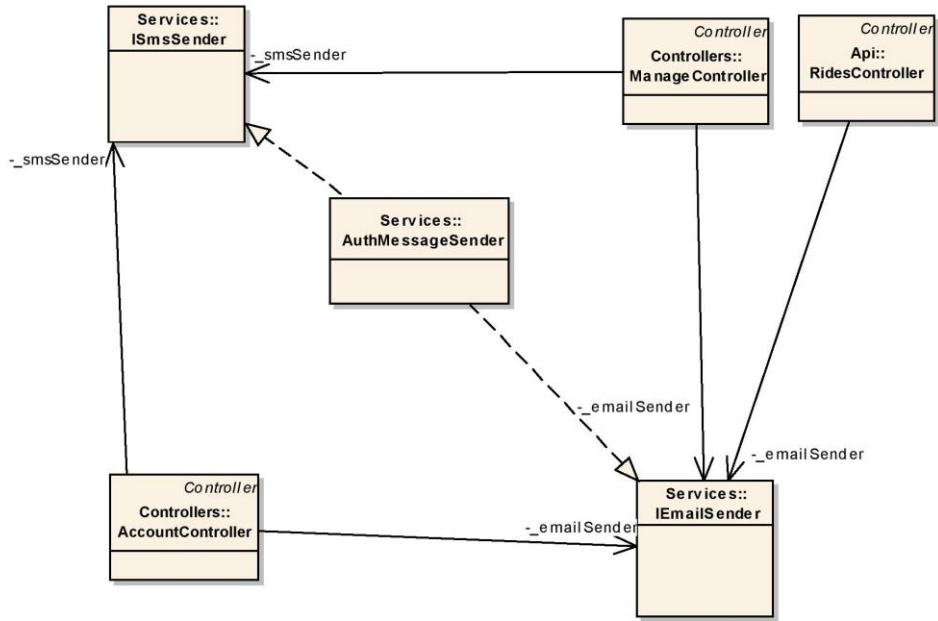 Services::
ISmsSender
-_smsSender
Controller
Controllers::
ManageController
Controller
Api::
RidesController
-_smsSender
Services::
AuthMessageSender
-_emailSender
-_emailSender
Controller
Controllers::
AccountController
-_emailSender
Services::
IEmailSender